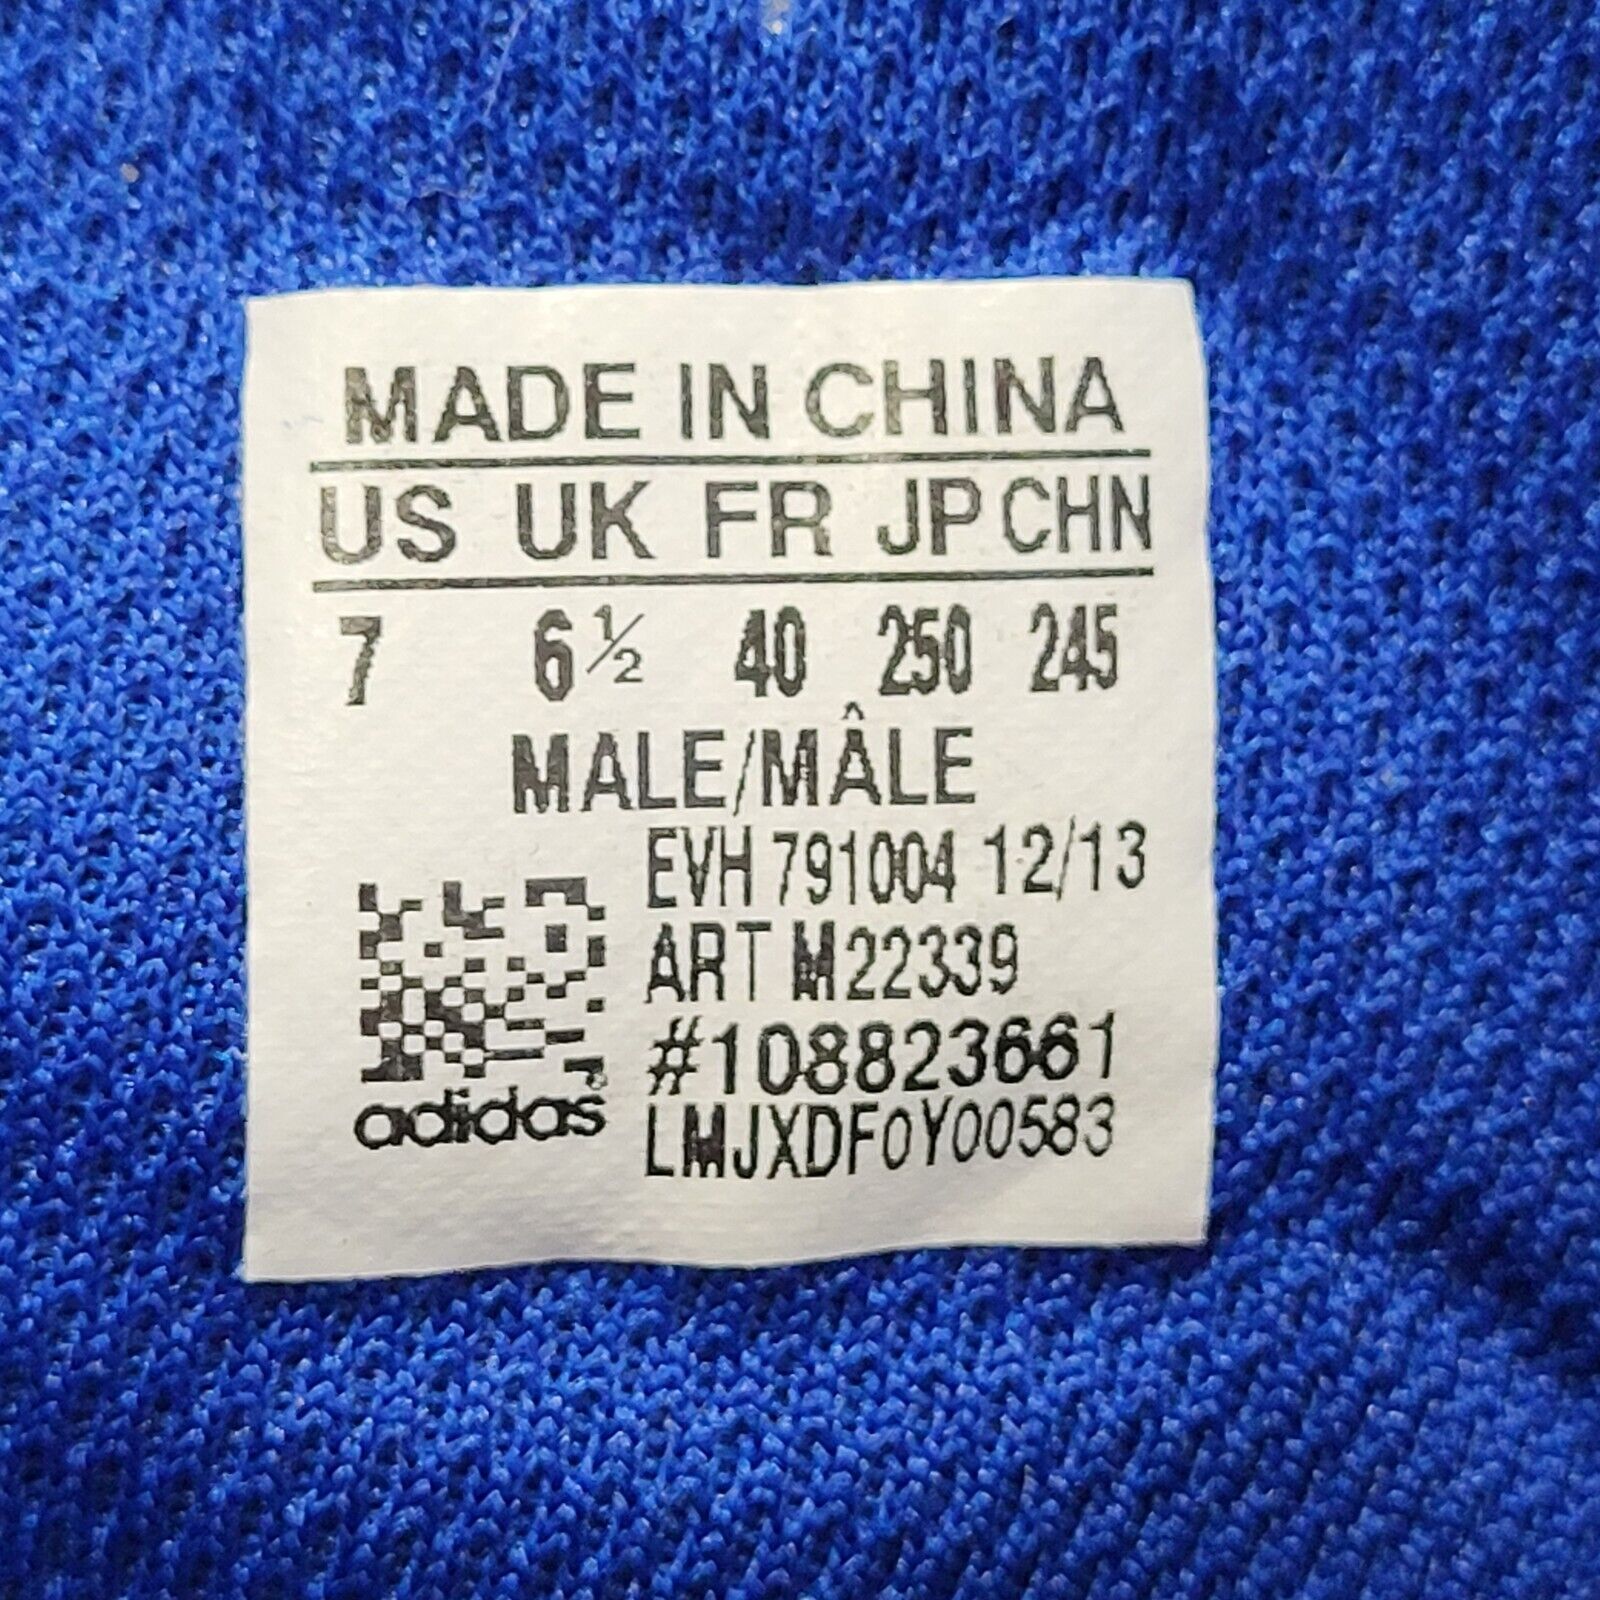 MADE IN CHINA
US UK FR JP CHN
7 6½ 40 250 245
MALE/MÂLE
EVH 791004 12/13
ART M22339
#108823661
adidas®
LMJXDF0Y00583